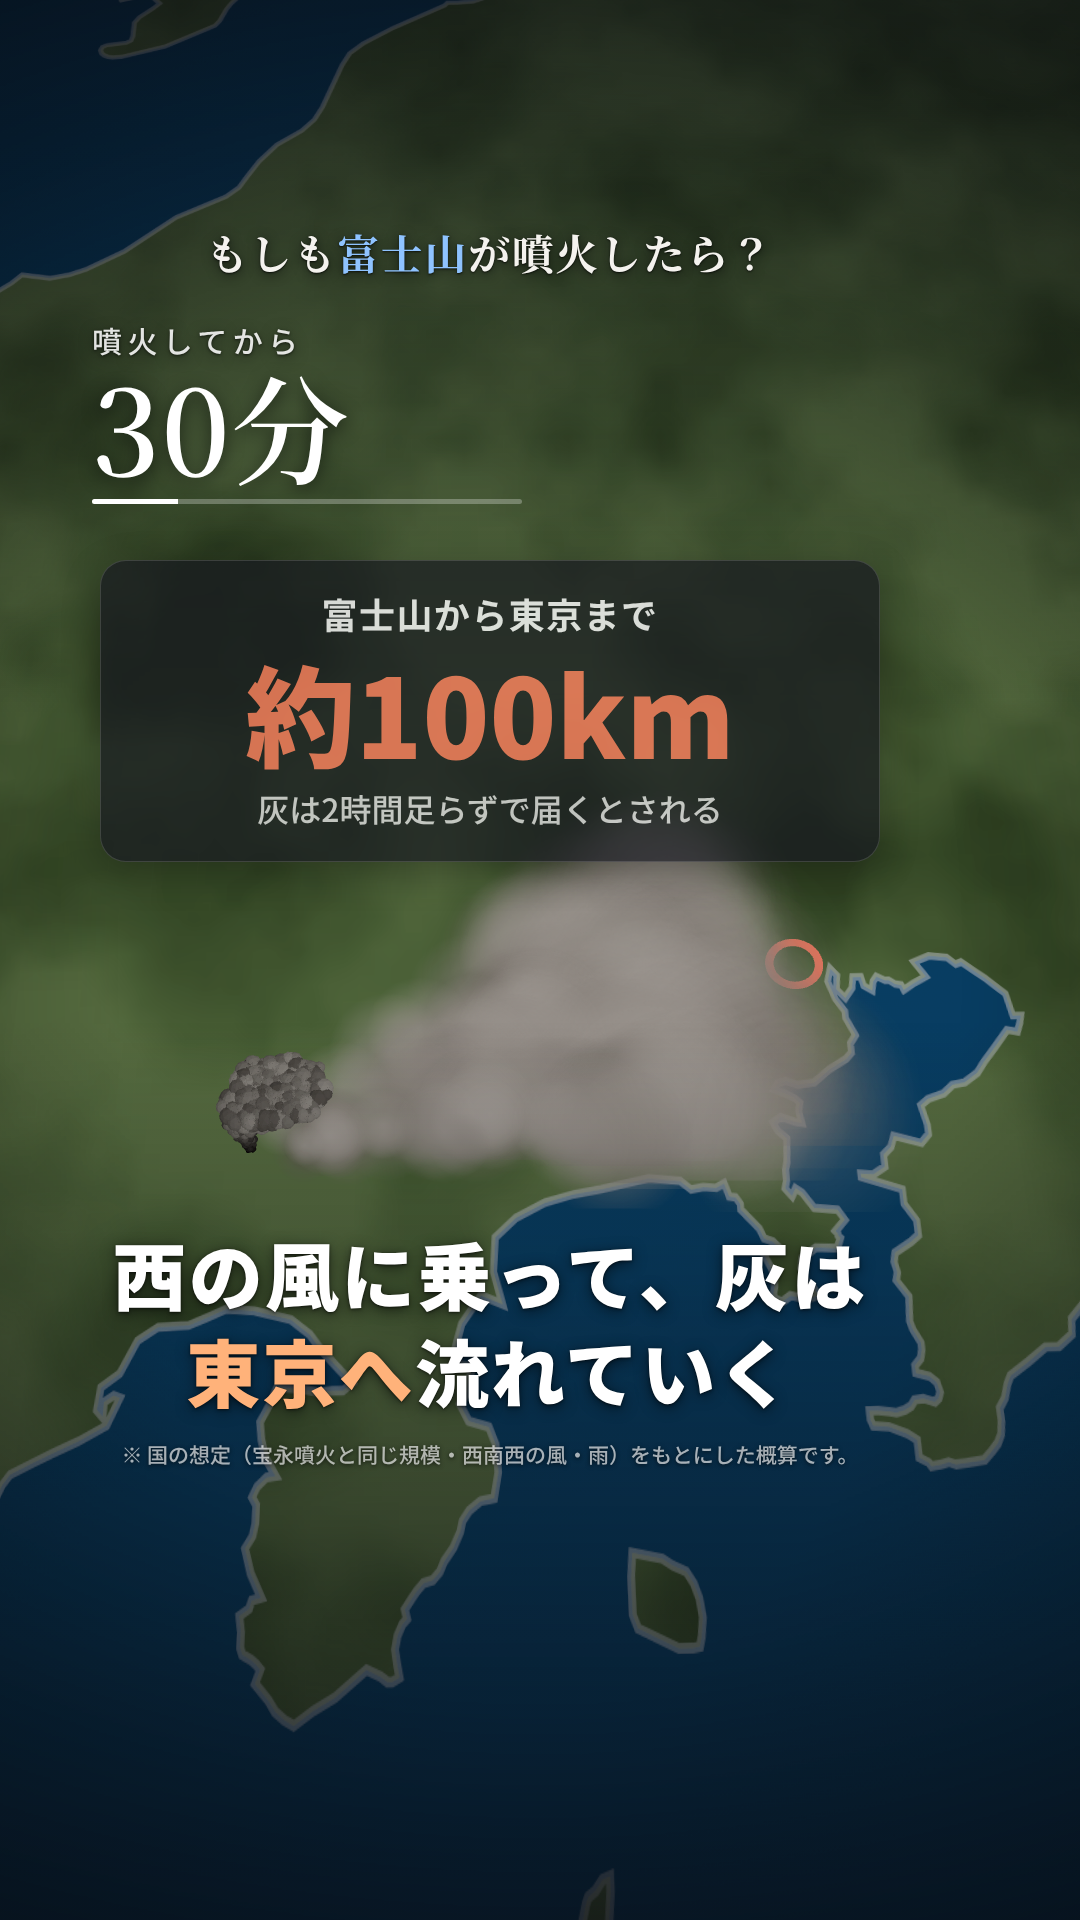 もしも富士山が噴火したら？
噴火してから
30分
富士山から東京まで
約100km
灰は2時間足らずで届くとされる
西の風に乗って、灰は
東京へ流れていく
※ 国の想定（宝永噴火と同じ規模・西南西の風・雨）をもとにした概算です。